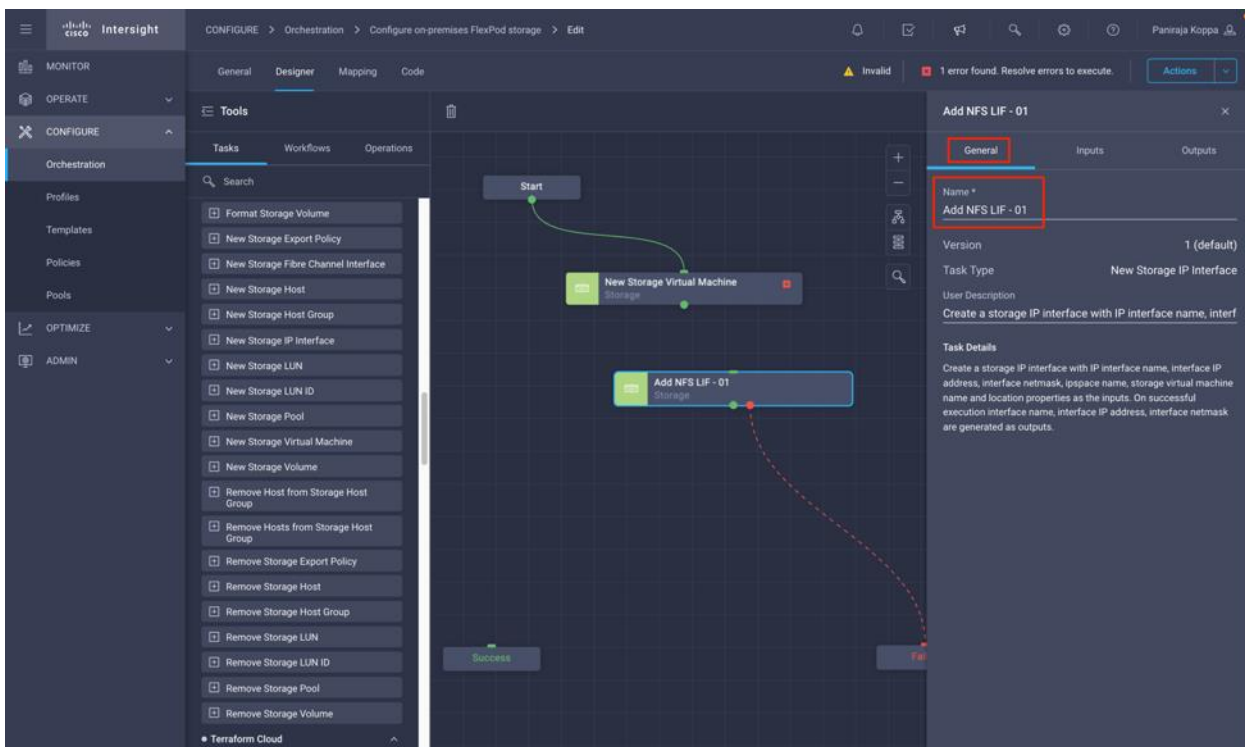 cisco Intersight
CONFIGURE > Orchestration > Configure on-premises FlexPod storage > Edit
Paniraja Koppa
MONITOR
OPERATE
CONFIGURE
Orchestration
Profiles
Templates
Policies
Pools
OPTIMIZE
ADMIN
General
Designer
Mapping
Code
Invalid
1 error found. Resolve errors to execute.
Actions
Tools
Tasks
Workflows
Operations
Search
Format Storage Volume
New Storage Export Policy
New Storage Fibre Channel Interface
New Storage Host
New Storage Host Group
New Storage IP Interface
New Storage LUN
New Storage LUN ID
New Storage Pool
New Storage Virtual Machine
New Storage Volume
Remove Host from Storage Host
Group
Remove Hosts from Storage Host
Group
Remove Storage Export Policy
Remove Storage Host
Remove Storage Host Group
Remove Storage LUN
Remove Storage LUN ID
Remove Storage Pool
Remove Storage Volume
Terraform Cloud
Start
New Storage Virtual Machine
Storage
Add NFS LIF - 01
Storage
Success
Fai
Add NFS LIF - 01
General
Inputs
Outputs
Name *
Add NFS LIF - 01
Version
1 (default)
Task Type
New Storage IP Interface
User Description
Create a storage IP interface with IP interface name, interf
Task Details
Create a storage IP interface with IP interface name, interface IP
address, interface netmask, ipspace name, storage virtual machine
name and location properties as the inputs. On successful
execution interface name, interface IP address, interface netmask
are generated as outputs.